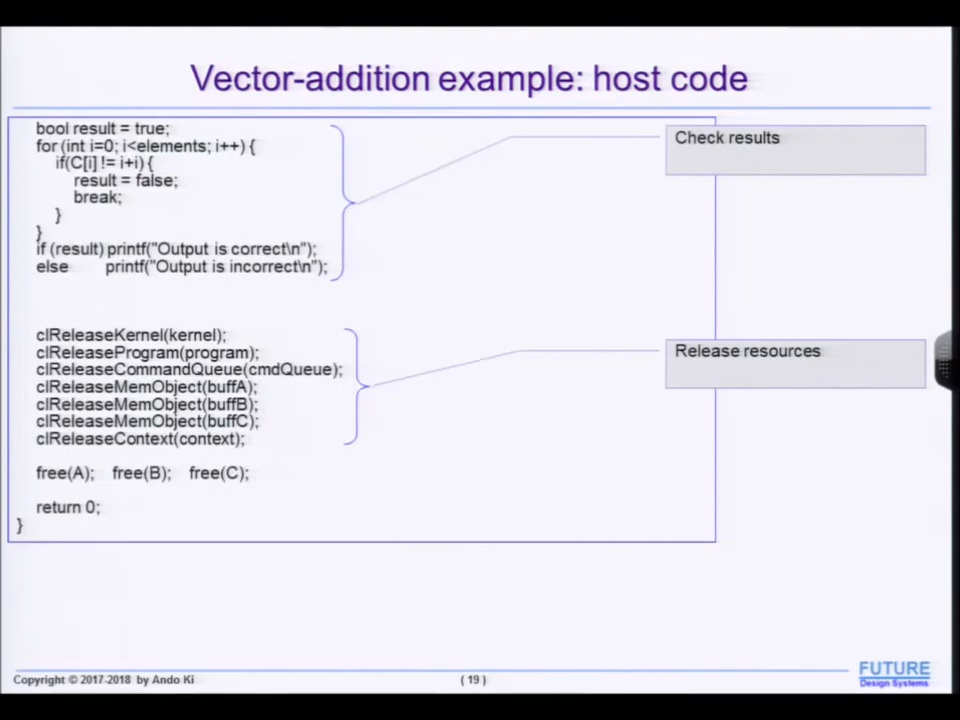 Vector-addition example: host code
bool result = true;
for (int i=0; i<elements; i++) {
if(C[i] != i+i) {
result = false;
break;
}
}
if (result) printf("Output is correct\n");
else printf("Output is incorrect\n");
Check results
clReleaseKernel(kernel);
clReleaseProgram(program);
clReleaseCommandQueue(cmdQueue);
clReleaseMemObject(buffA);
clReleaseMemObject(buffB);
clReleaseMemObject(buffC);
clReleaseContext(context);
Release resources
free(A); free(B); free(C);
return 0;
}
Copyright © 2017-2018 by Ando Ki
( 19 )
FUTURE
Design Systems